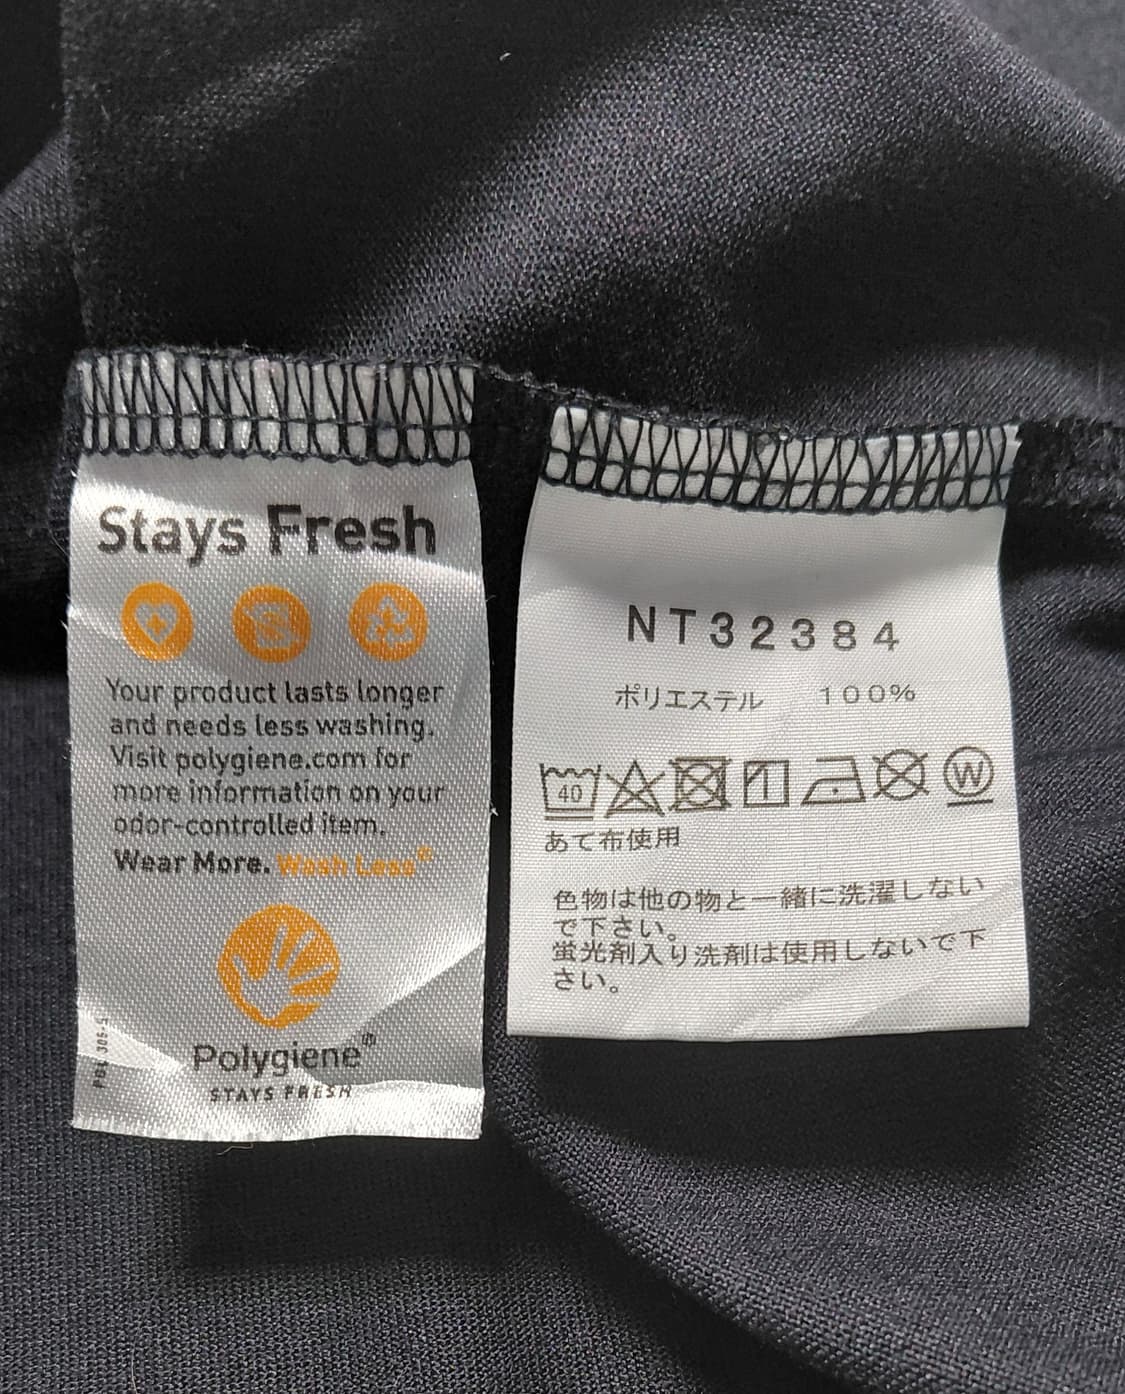 Stays Fresh
Your product lasts longer
and needs less washing.
Visit polygiene.com for
more information on your
odor-controlled item.
Wear More. Wash Less®
Polygiene®
STAYS FRESH
NT32384
ポリエステル 100%
40
W
あて布使用
色物は他の物と一緒に洗濯しない
で下さい。
蛍光剤入り洗剤は使用しないで下
さい。